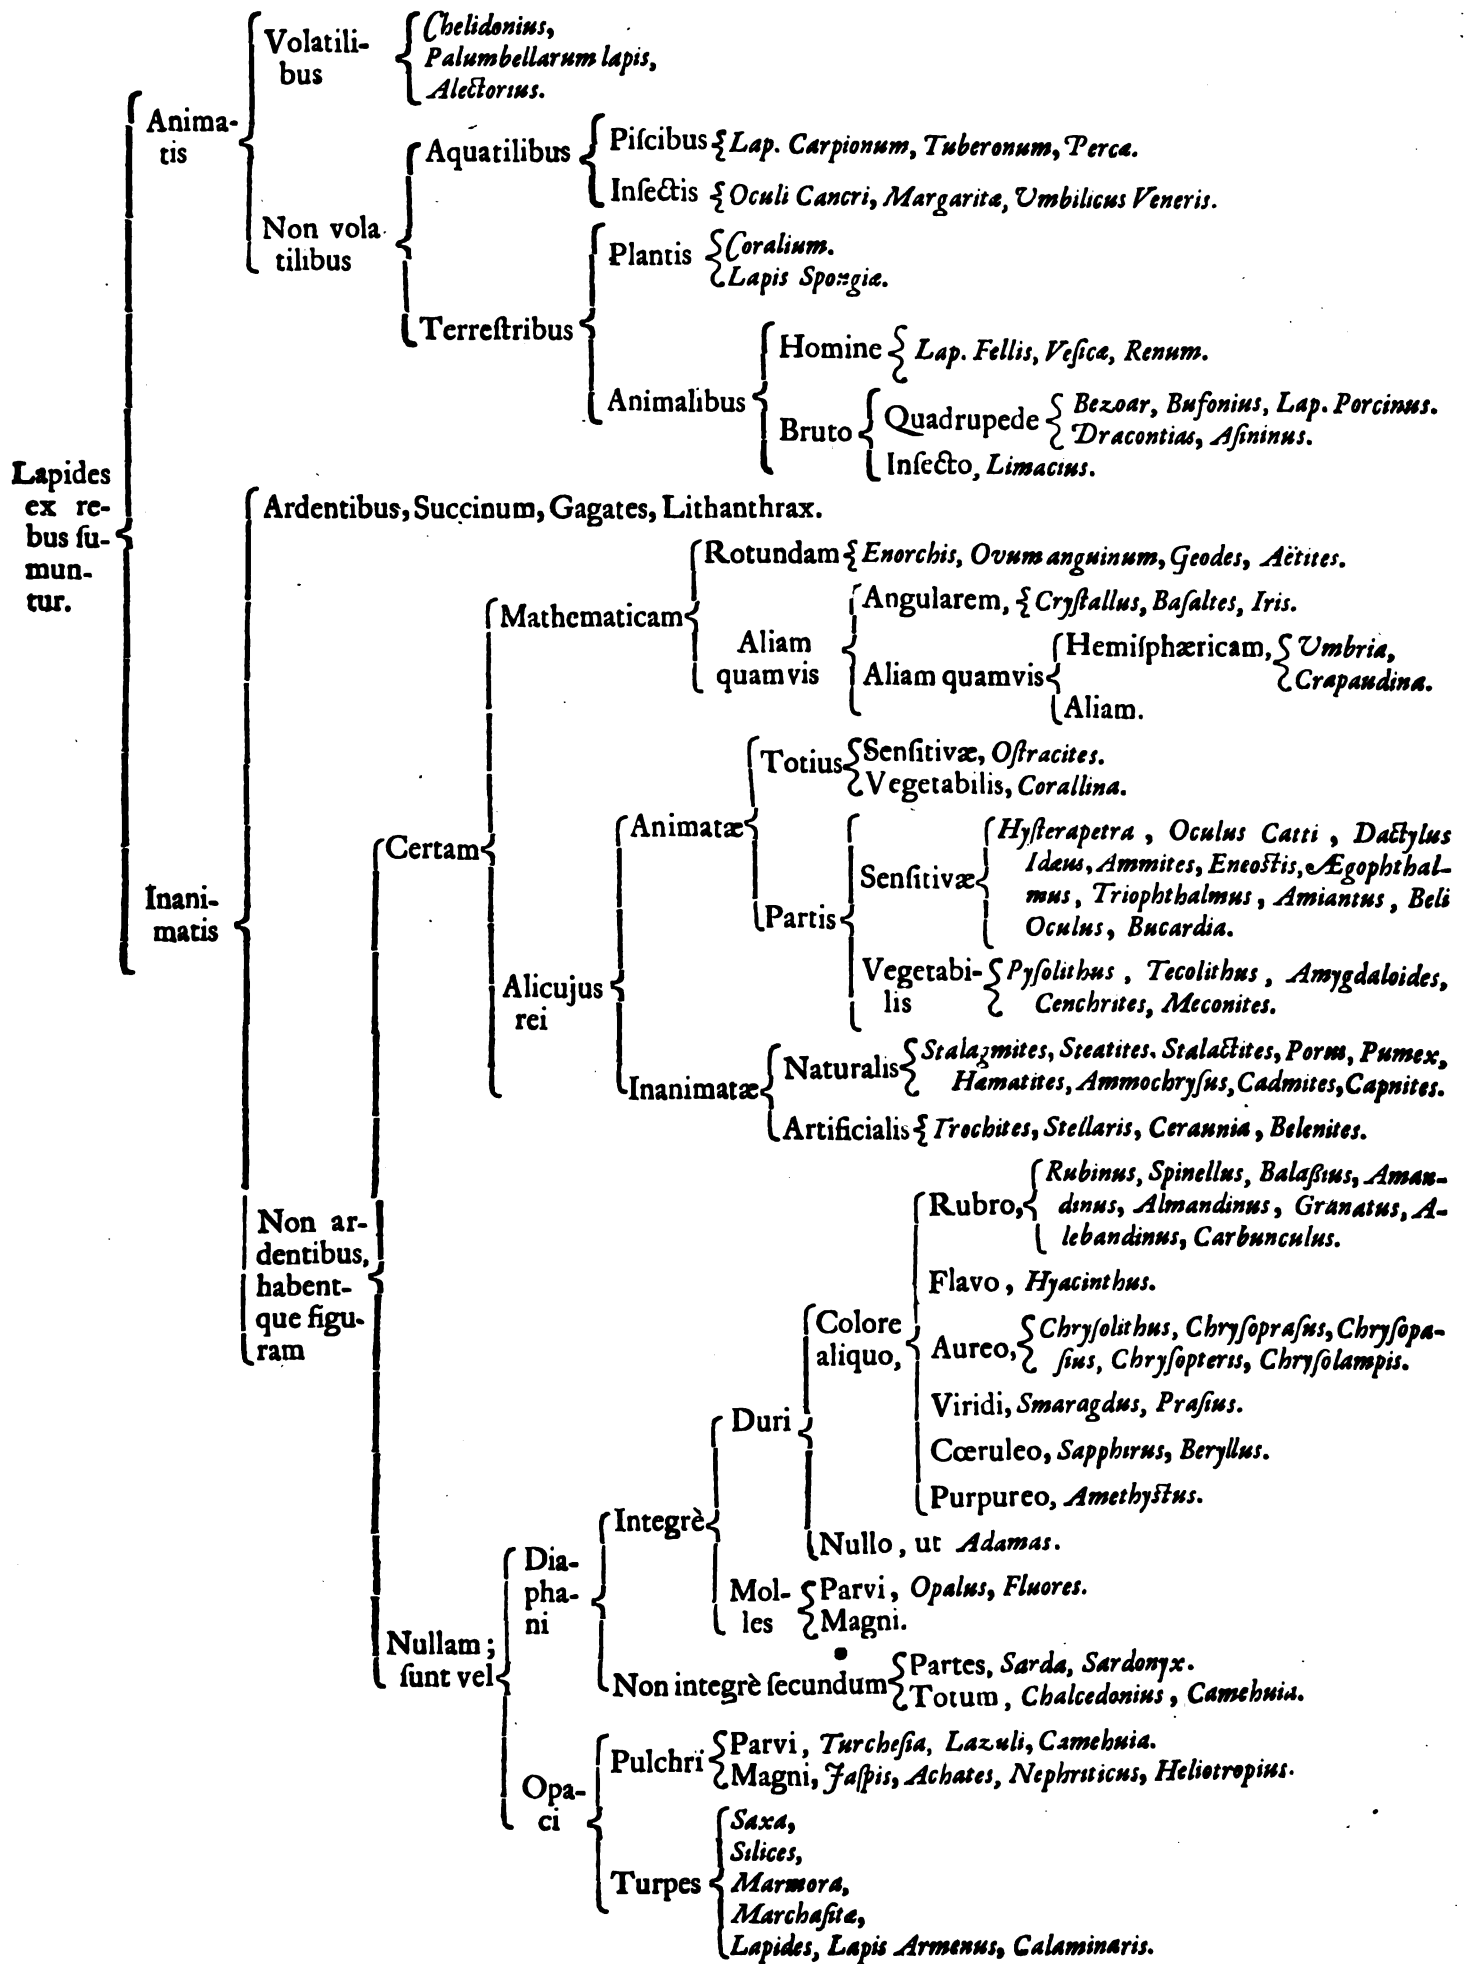 Lapides
ex re-
bus ſu-
mun-
tur.
Anima-
tis
Volatili-
bus
Chelidonius,
Palumbellarum lapis,
Alectorius.
Non vola
tilibus
Aquatilibus
Piſcibus Lap. Carpionum, Tuberonum, Percæ.
Inſectis Oculi Cancri, Margaritæ, Umbilicus Veneris.
Terreſtribus
Plantis
Coralium.
Lapis Spongiæ.
Animalibus
Homine Lap. Fellis, Veſicæ, Renum.
Bruto
Quadrupede
Bezoar, Bufonius, Lap. Porcinus.
Dracontias, Aſininus.
Inſecto, Limacius.
Inani-
matis
Ardentibus, Succinum, Gagates, Lithanthrax.
Non ar-
dentibus,
habent-
que figu-
ram
Certam
Mathematicam
Rotundam Enorchis, Ovum anguinum, Geodes, Aëtites.
Aliam
quamvis
Angularem, Cryſtallus, Baſaltes, Iris.
Aliam quamvis
Hemiſphæricam,
Umbria,
Crapaudina.
Aliam.
Alicujus
rei
Animatæ
Totius
Senſitivæ, Oſtracites.
Vegetabilis, Corallina.
Partis
Senſitivæ
Hyſterapetra, Oculus Catti, Dactylus
Idæus, Ammites, Eneoſtis, Ægophthal-
mus, Triophthalmus, Amiantus, Beli
Oculus, Bucardia.
Vegetabi-
lis
Pyſolithus, Tecolithus, Amygdaloides,
Cenchrites, Meconites.
Inanimatæ
Naturalis
Stalagmites, Steatites. Stalactites, Porus, Pumex,
Hæmatites, Ammochryſus, Cadmites, Capnites.
Artificialis Trochites, Stellaris, Ceraunia, Belenites.
Nullam;
ſunt vel
Dia-
pha-
ni
Integrè
Duri
Colore
aliquo,
Rubro,
Rubinus, Spinellus, Balaßius, Aman-
dinus, Almandinus, Granatus, A-
lebandinus, Carbunculus.
Flavo, Hyacinthus.
Aureo,
Chryſolithus, Chryſopraſus, Chryſopa-
ſius, Chryſopteris, Chryſolampis.
Viridi, Smaragdus, Praſius.
Cœruleo, Sapphirus, Beryllus.
Purpureo, Amethyſtus.
Nullo, ut Adamas.
Mol-
les
Parvi, Opalus, Fluores.
Magni.
Non integrè ſecundum
Partes, Sarda, Sardonyx.
Totum, Chalcedonius, Camehuia.
Opa-
ci
Pulchri
Parvi, Turcheſia, Lazuli, Camehuia.
Magni, Jaſpis, Achates, Nephriticus, Heliotropius.
Turpes
Saxa,
Silices,
Marmora,
Marchaſitæ,
Lapides, Lapis Armenus, Calaminaris.